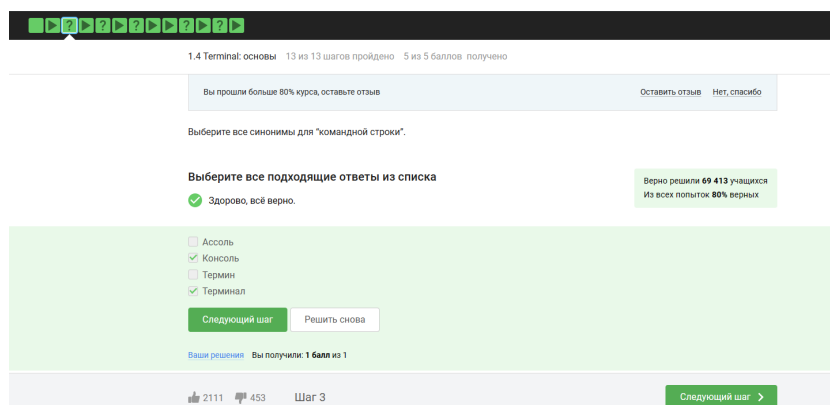 1.4 Terminal: основы 13 из 13 шагов пройдено 5 из 5 баллов получено
Вы прошли больше 80% курса, оставьте отзыв Оставить отзыв Нет, спасибо
Выберите все синонимы для "командной строки".
Выберите все подходящие ответы из списка
Здорово, всё верно.
Верно решили 69 413 учащихся
Из всех попыток 80% верных
Ассоль
Консоль
Термин
Терминал
Следующий шаг Решить снова
Ваши решения Вы получили: 1 балл из 1
2111 453 Шаг 3 Следующий шаг